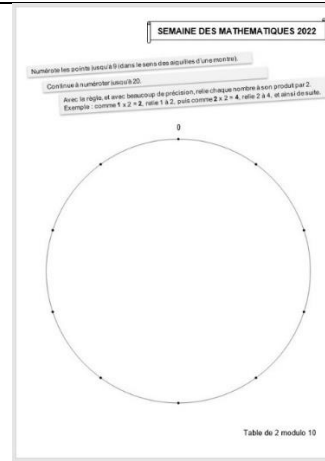 SEMAINE DES MATHEMATIQUES 2022
Numérote les points jusqu'à 9 (dans le sens des aiguilles d'une montre).
Continue à numéroter jusqu'à 20.
Avec la règle, et avec beaucoup de précision, relie chaque nombre à son produit par 2.
Exemple : comme 1 x 2 = 2, relie 1 à 2, puis comme 2 x 2 = 4, relie 2 à 4, et ainsi de suite.
0
Table de 2 modulo 10